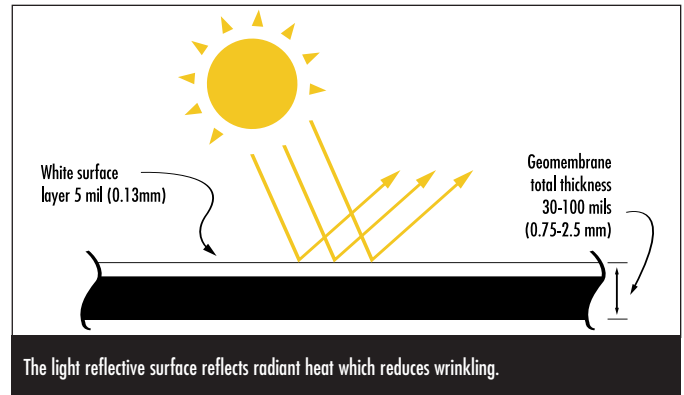 White surface
layer 5 mil (0.13mm)
Geomembrane
total thickness
30-100 mils
(0.75-2.5 mm)
The light reflective surface reflects radiant heat which reduces wrinkling.